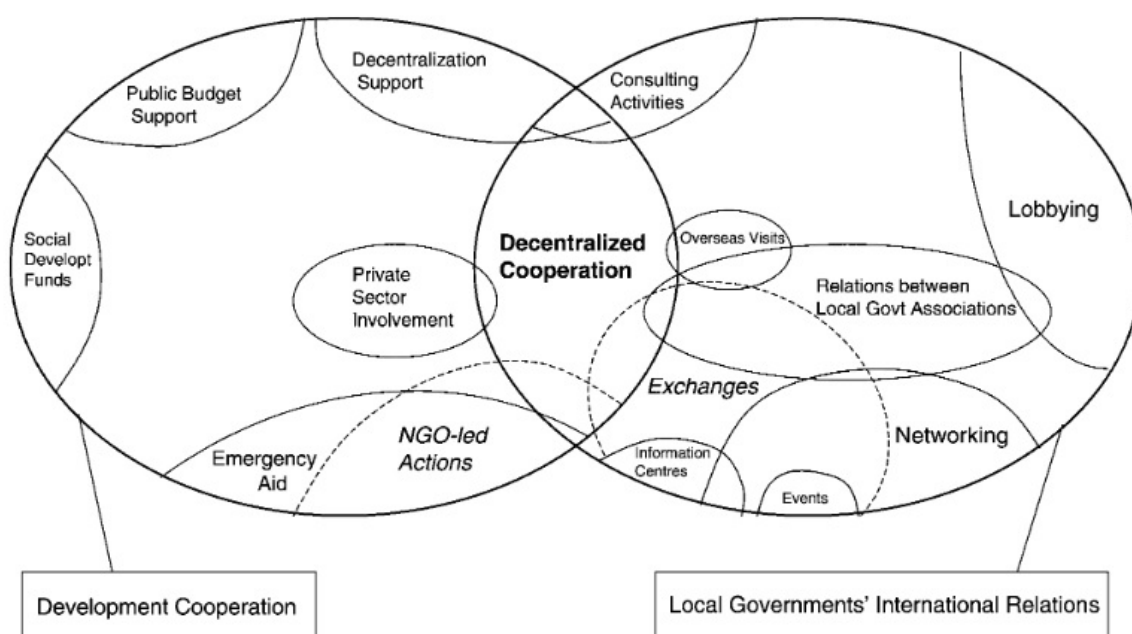 Public Budget
Support
Decentralization
Support
Consulting
Activities
Social
Developt
Funds
Private
Sector
Involvement
Decentralized
Cooperation
Overseas Visits
Lobbying
Relations between
Local Govt Associations
Exchanges
Emergency
Aid
NGO-led
Actions
Information
Centres
Networking
Events
Development Cooperation
Local Governments' International Relations